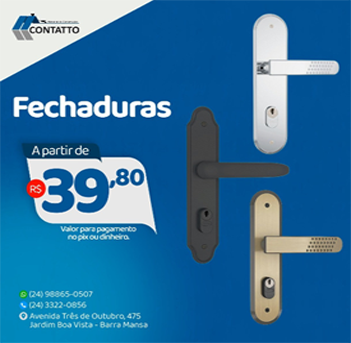 CONTATTO
Fechaduras
A partir de
R$ 39,80
Valor para pagamento
no pix ou dinheiro.
(24) 98865-0507
(24) 3322-0856
Avenida Três de Outubro, 475
Jardim Boa Vista - Barra Mansa